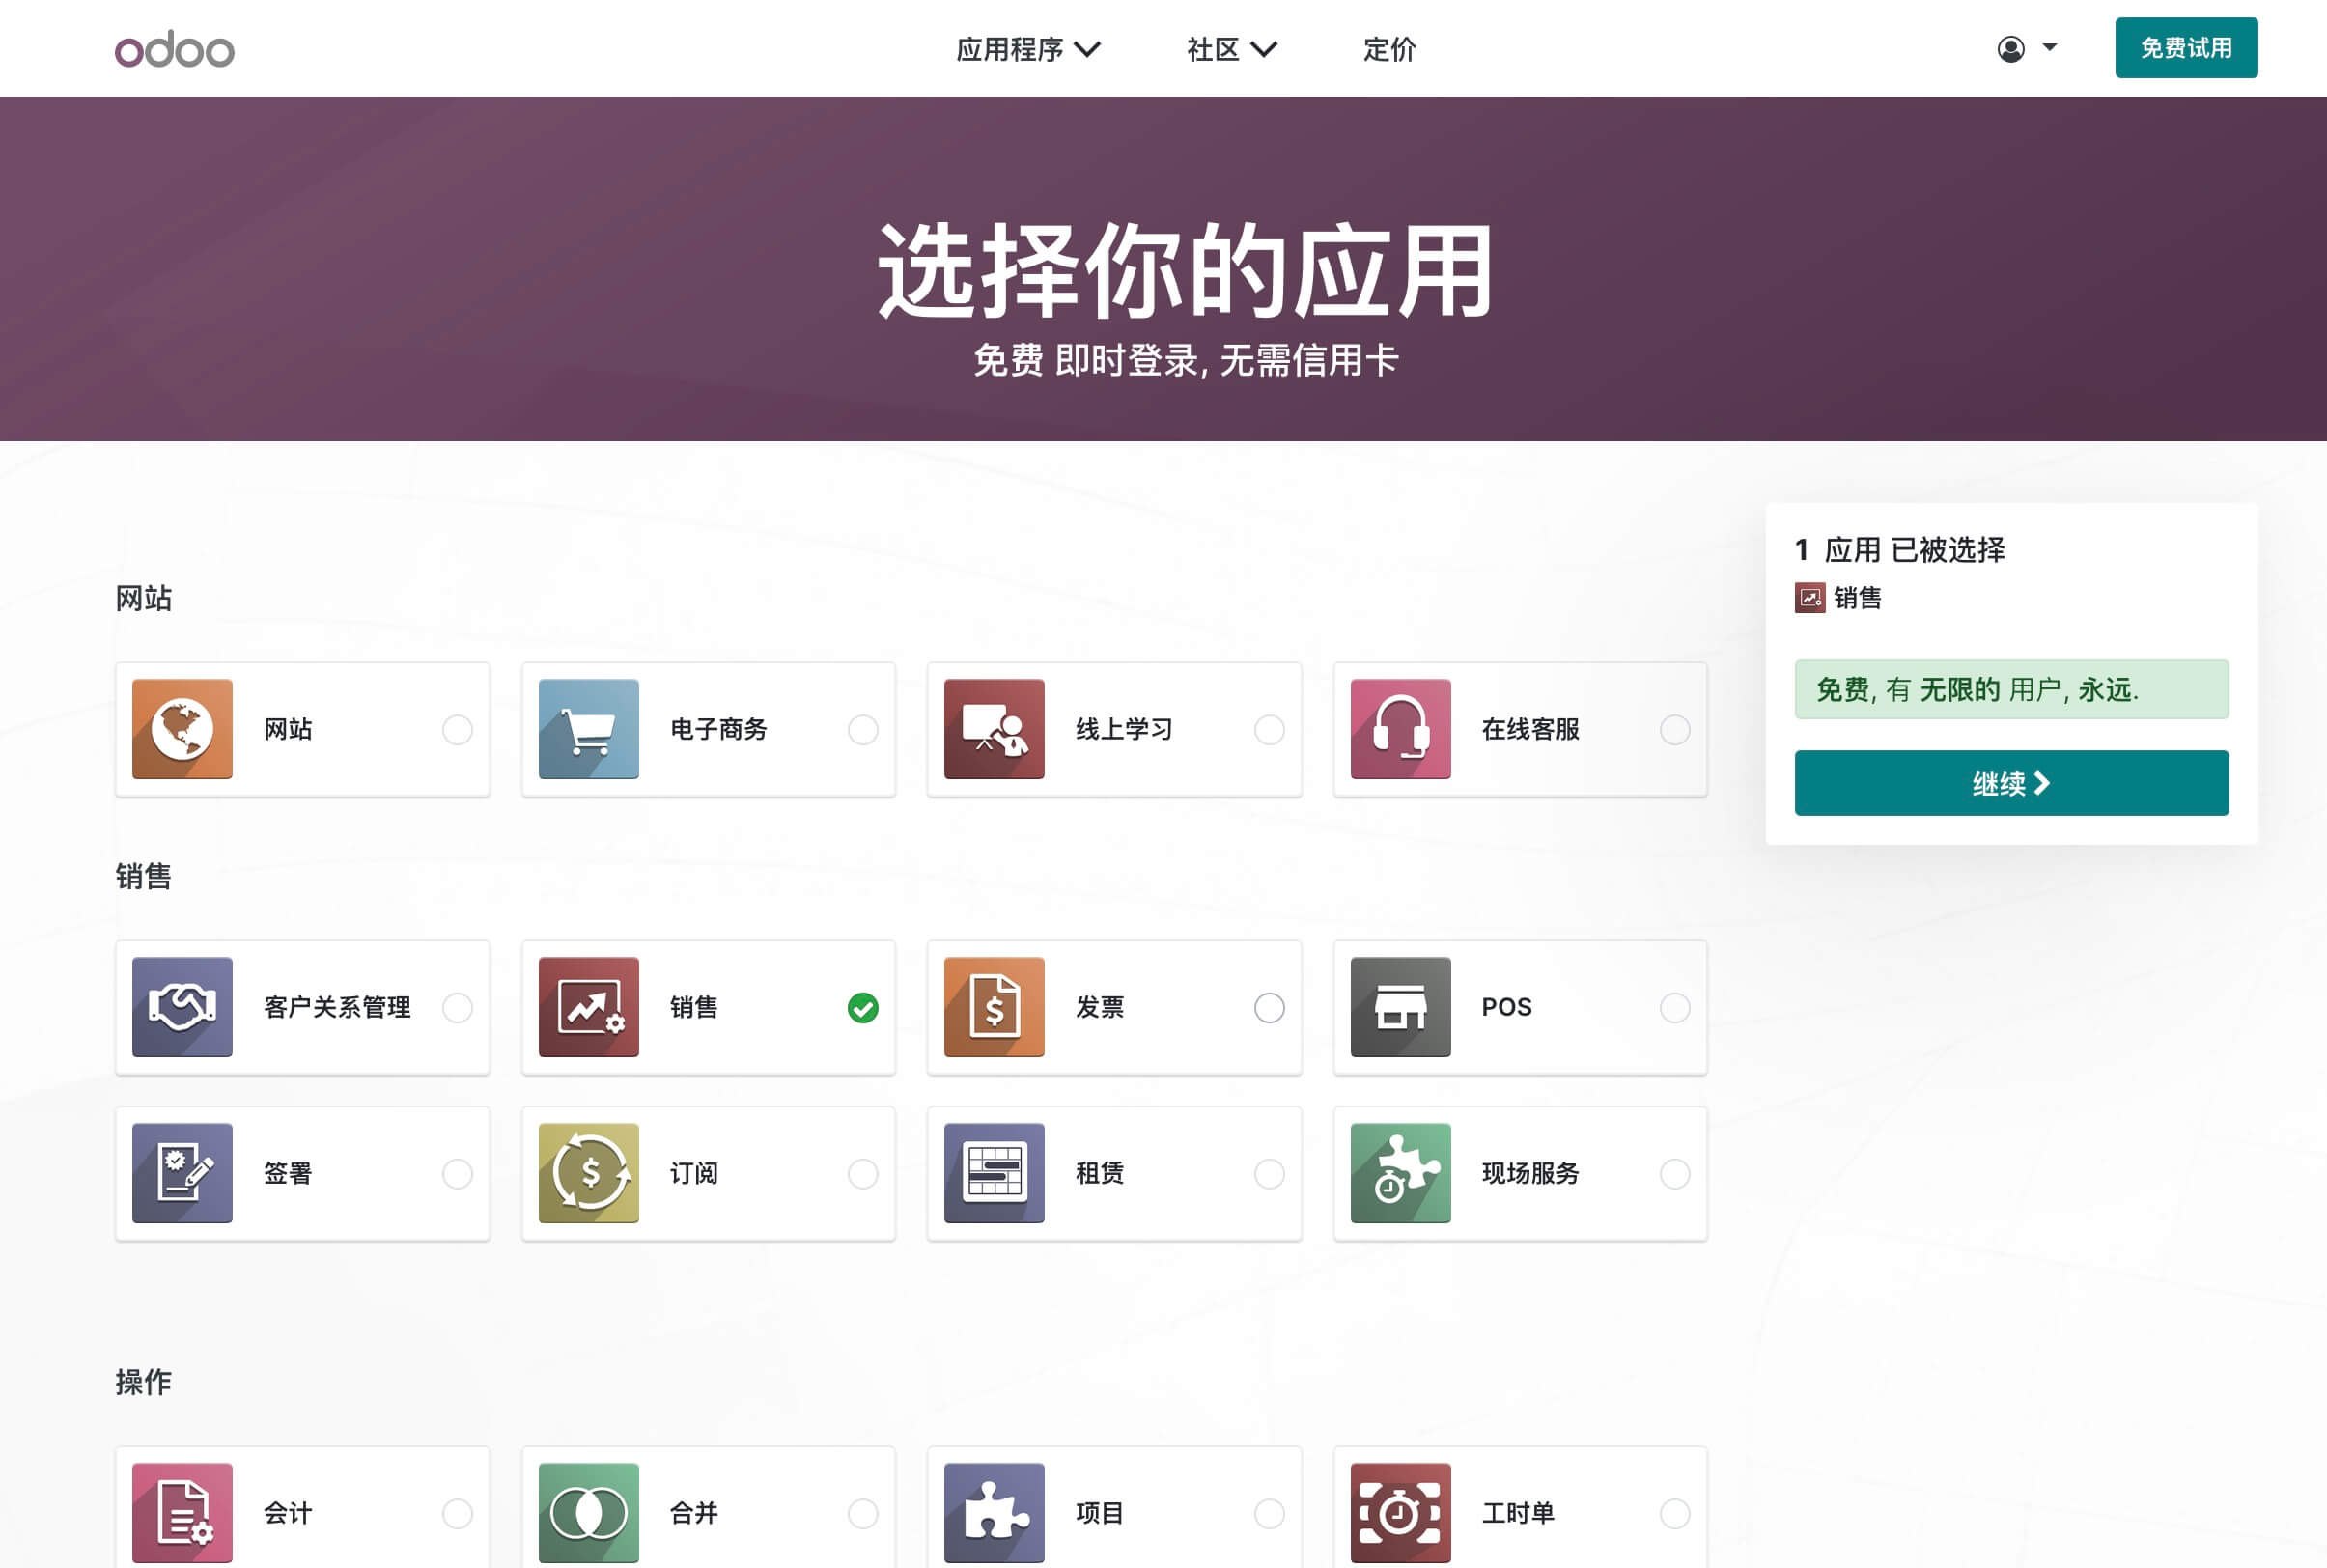 odoo
应用程序
社区
定价
免费试用
选择你的应用
免费 即时登录, 无需信用卡
1 应用 已被选择
销售
免费, 有 无限的 用户, 永远.
继续
网站
网站
电子商务
线上学习
在线客服
销售
客户关系管理
销售
发票
POS
签署
订阅
租赁
现场服务
操作
会计
合并
项目
工时单